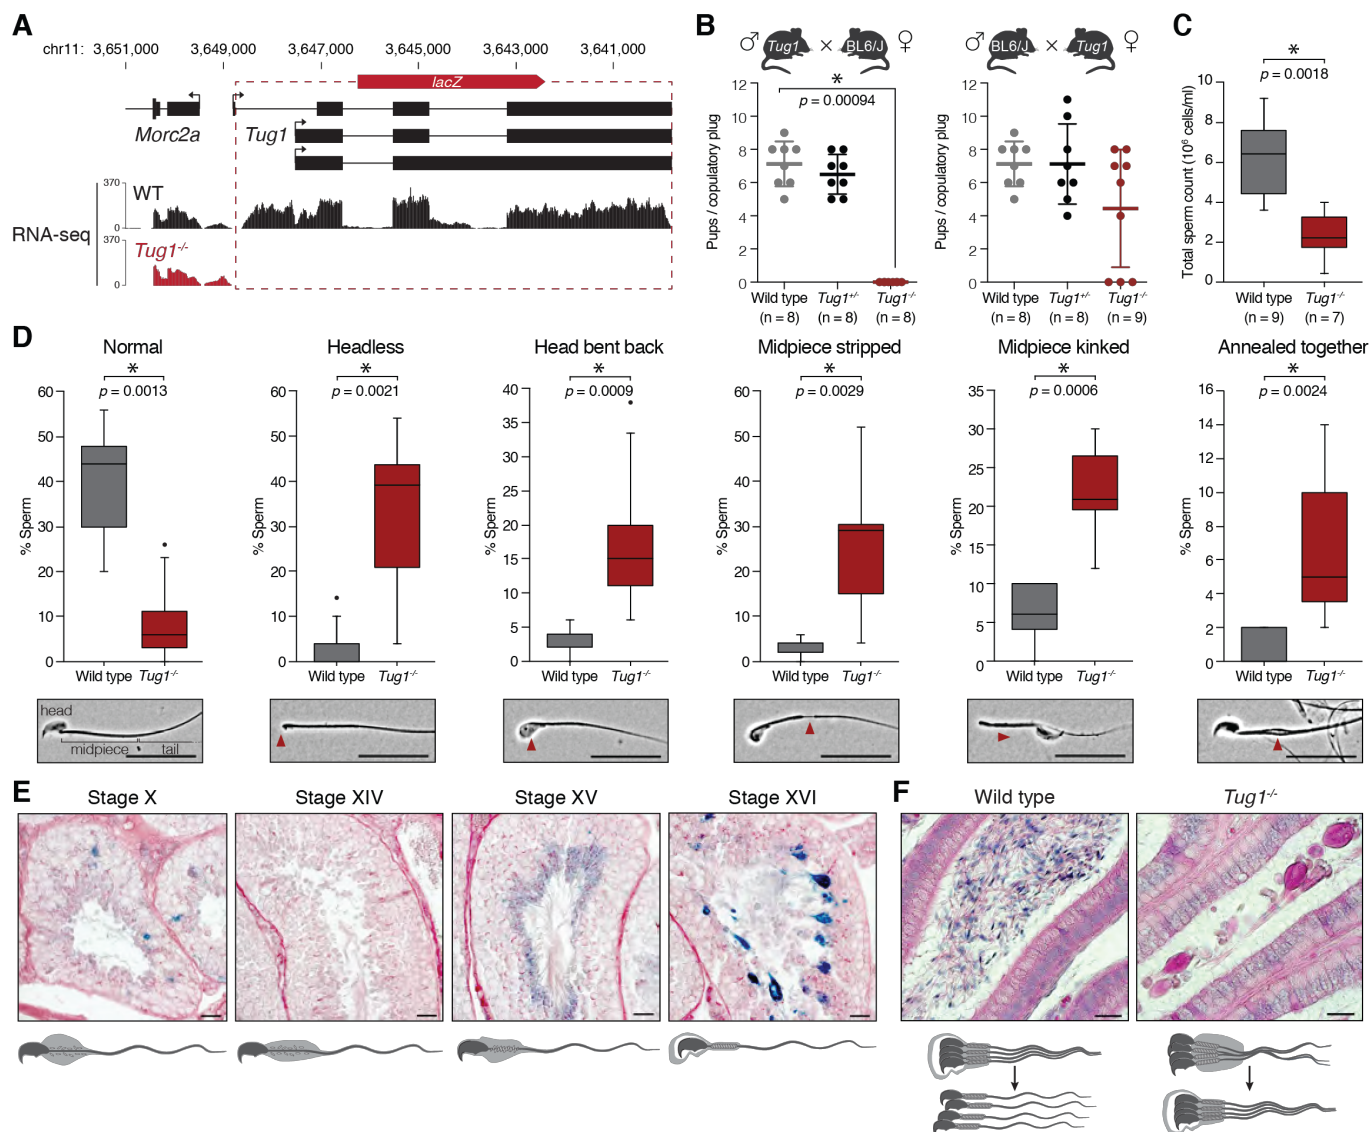 A
chr11: 3,651,000 3,649,000 3,647,000 3,645,000 3,643,000 3,641,000
lacZ
Morc2a Tug1
RNA-seq
370 WT
0
370 Tug1-/-
0
B
♂ Tug1 × BL6/J ♀
*
p = 0.00094
Pups / copulatory plug
12
10
8
6
4
2
0
Wild type Tug1+/- Tug1-/-
(n = 8) (n = 8) (n = 8)
♂ BL6/J × Tug1 ♀
Pups / copulatory plug
12
10
8
6
4
2
0
Wild type Tug1+/- Tug1-/-
(n = 8) (n = 8) (n = 9)
C
*
p = 0.0018
Total sperm count (10⁶ cells/ml)
10
8
6
4
2
0
Wild type Tug1-/-
(n = 9) (n = 7)
D
Normal
*
p = 0.0013
% Sperm
60
50
40
30
20
10
0
Wild type Tug1-/-
head
midpiece tail
Headless
*
p = 0.0021
% Sperm
60
50
40
30
20
10
0
Wild type Tug1-/-
Head bent back
*
p = 0.0009
% Sperm
40
35
30
25
20
15
10
5
0
Wild type Tug1-/-
Midpiece stripped
*
p = 0.0029
% Sperm
60
50
40
30
20
10
0
Wild type Tug1-/-
Midpiece kinked
*
p = 0.0006
% Sperm
35
30
25
20
15
10
5
0
Wild type Tug1-/-
Annealed together
*
p = 0.0024
% Sperm
16
14
12
10
8
6
4
2
0
Wild type Tug1-/-
E
Stage X Stage XIV Stage XV Stage XVI
F
Wild type Tug1-/-